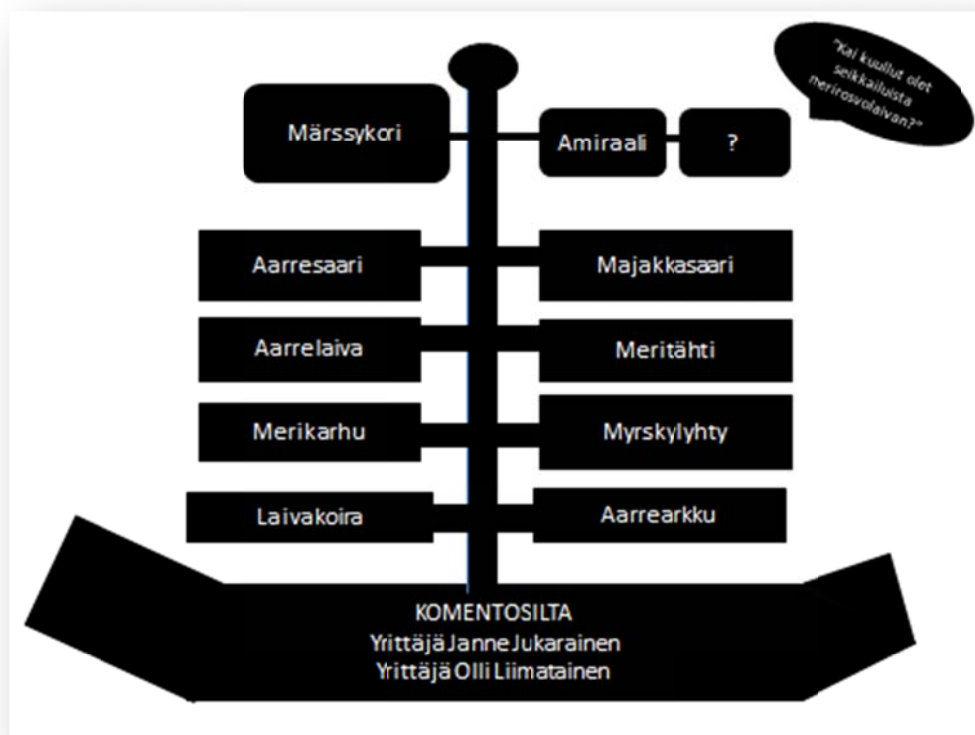 "Kai kuullut olet
seikkailuista
merirosvolaivan?"
Märssykori
Amiraali
?
Aarresaari
Majakkasaari
Aarrelaiva
Meritähti
Merikarhu
Myrskylyhty
Laivakoira
Aarrearkku
KOMENTOSILTA
Yrittäjä Janne Jukarainen
Yrittäjä Olli Liimatainen